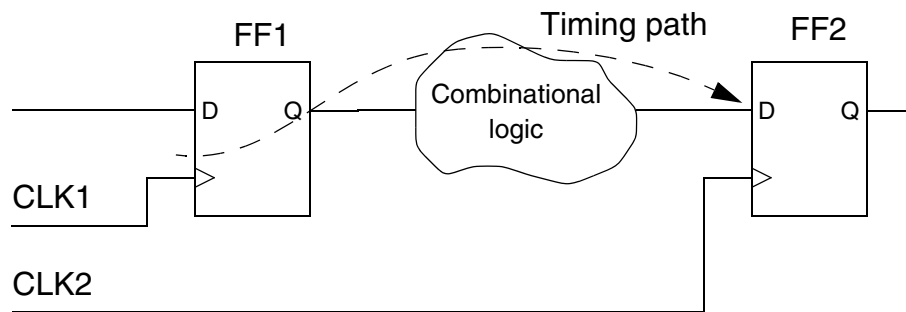 FF1
Timing path
FF2
D
Q
Combinational
logic
D
Q
CLK1
CLK2